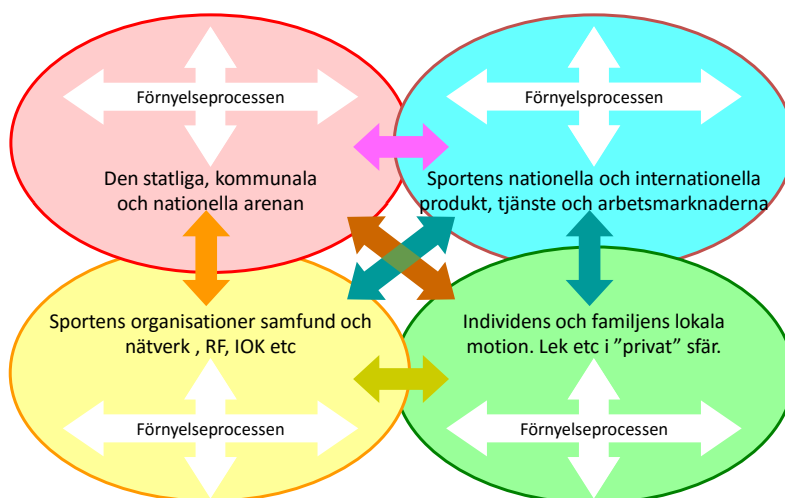 Förnyelseprocessen
Den statliga, kommunala
och nationella arenan
Förnyelsprocessen
Sportens nationella och internationella
produkt, tjänste och arbetsmarknaderna
Sportens organisationer samfund och
nätverk , RF, IOK etc
Förnyelseprocessen
Individens och familjens lokala
motion. Lek etc i ”privat” sfär.
Förnyelseprocessen